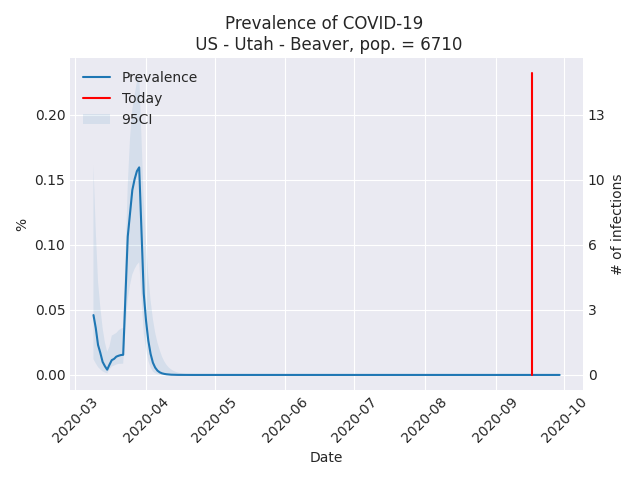 Prevalence of COVID-19
US - Utah - Beaver, pop. = 6710
Prevalence
Today
95CI
0.20
0.15
0.10
0.05
0.00
%
13
10
6
3
0
# of infections
2020-03
2020-04
2020-05
2020-06
2020-07
2020-08
2020-09
2020-10
Date